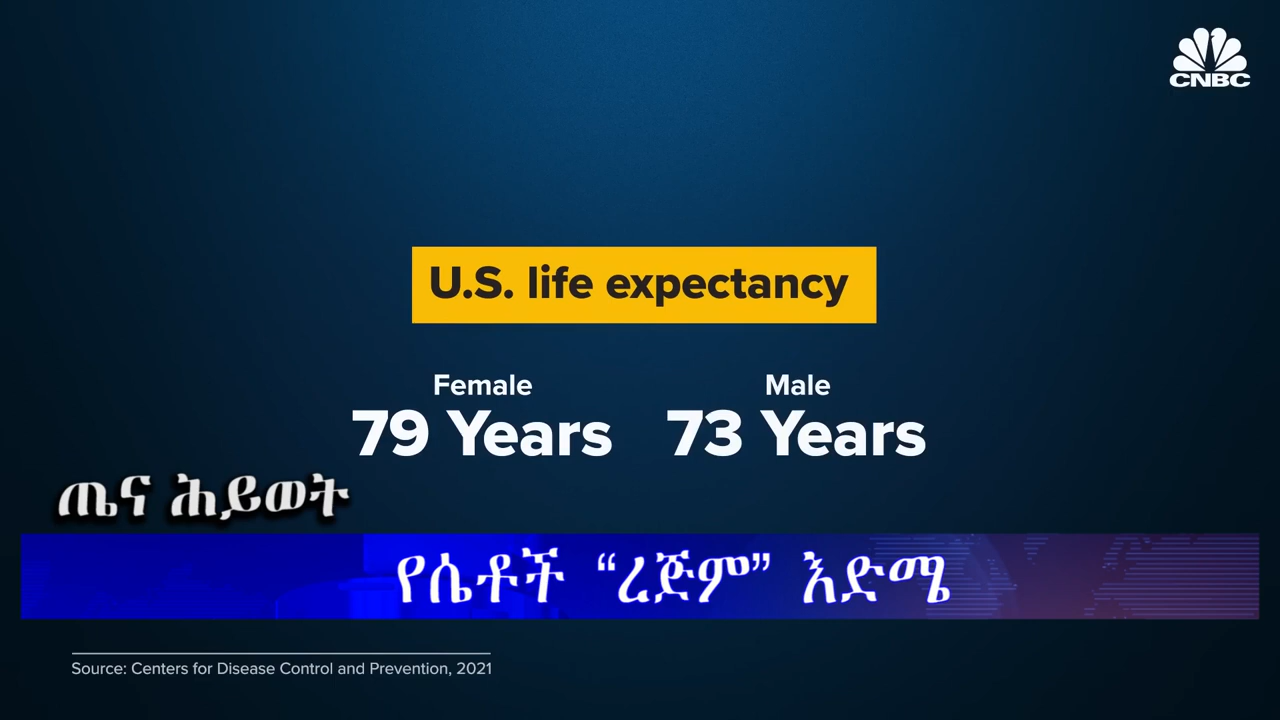 CNBC
U.S. life expectancy
Female Male
79 Years 73 Years
ጤና ሕይወት
የሴቶች “ረጅም” እድሜ
Source: Centers for Disease Control and Prevention, 2021